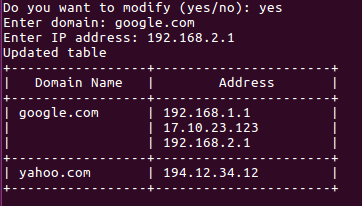 Do you want to modify (yes/no): yes
Enter domain: google.com
Enter IP address: 192.168.2.1
Updated table
+-----------------+---------------------+
|   Domain Name   |       Address       |
+-----------------+---------------------+
| google.com      | 192.168.1.1         |
|                 | 17.10.23.123        |
|                 | 192.168.2.1         |
+-----------------+---------------------+
| yahoo.com       | 194.12.34.12        |
+-----------------+---------------------+